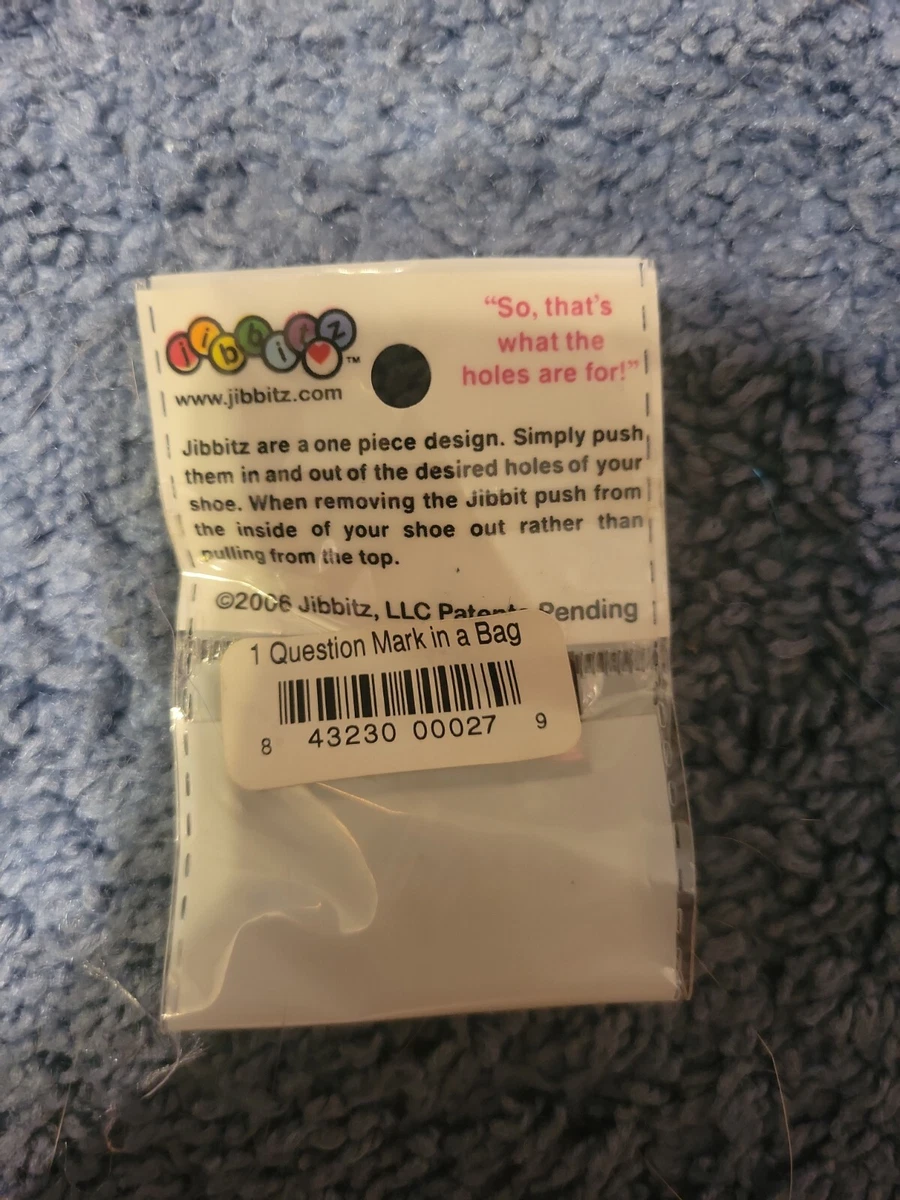 jibbitz™
www.jibbitz.com
"So, that's
what the
holes are for!"
Jibbitz are a one piece design. Simply push
them in and out of the desired holes of your
shoe. When removing the Jibbit push from
the inside of your shoe out rather than
pulling from the top.
©2006 Jibbitz, LLC Patents Pending
1 Question Mark in a Bag
8 43230 00027 9